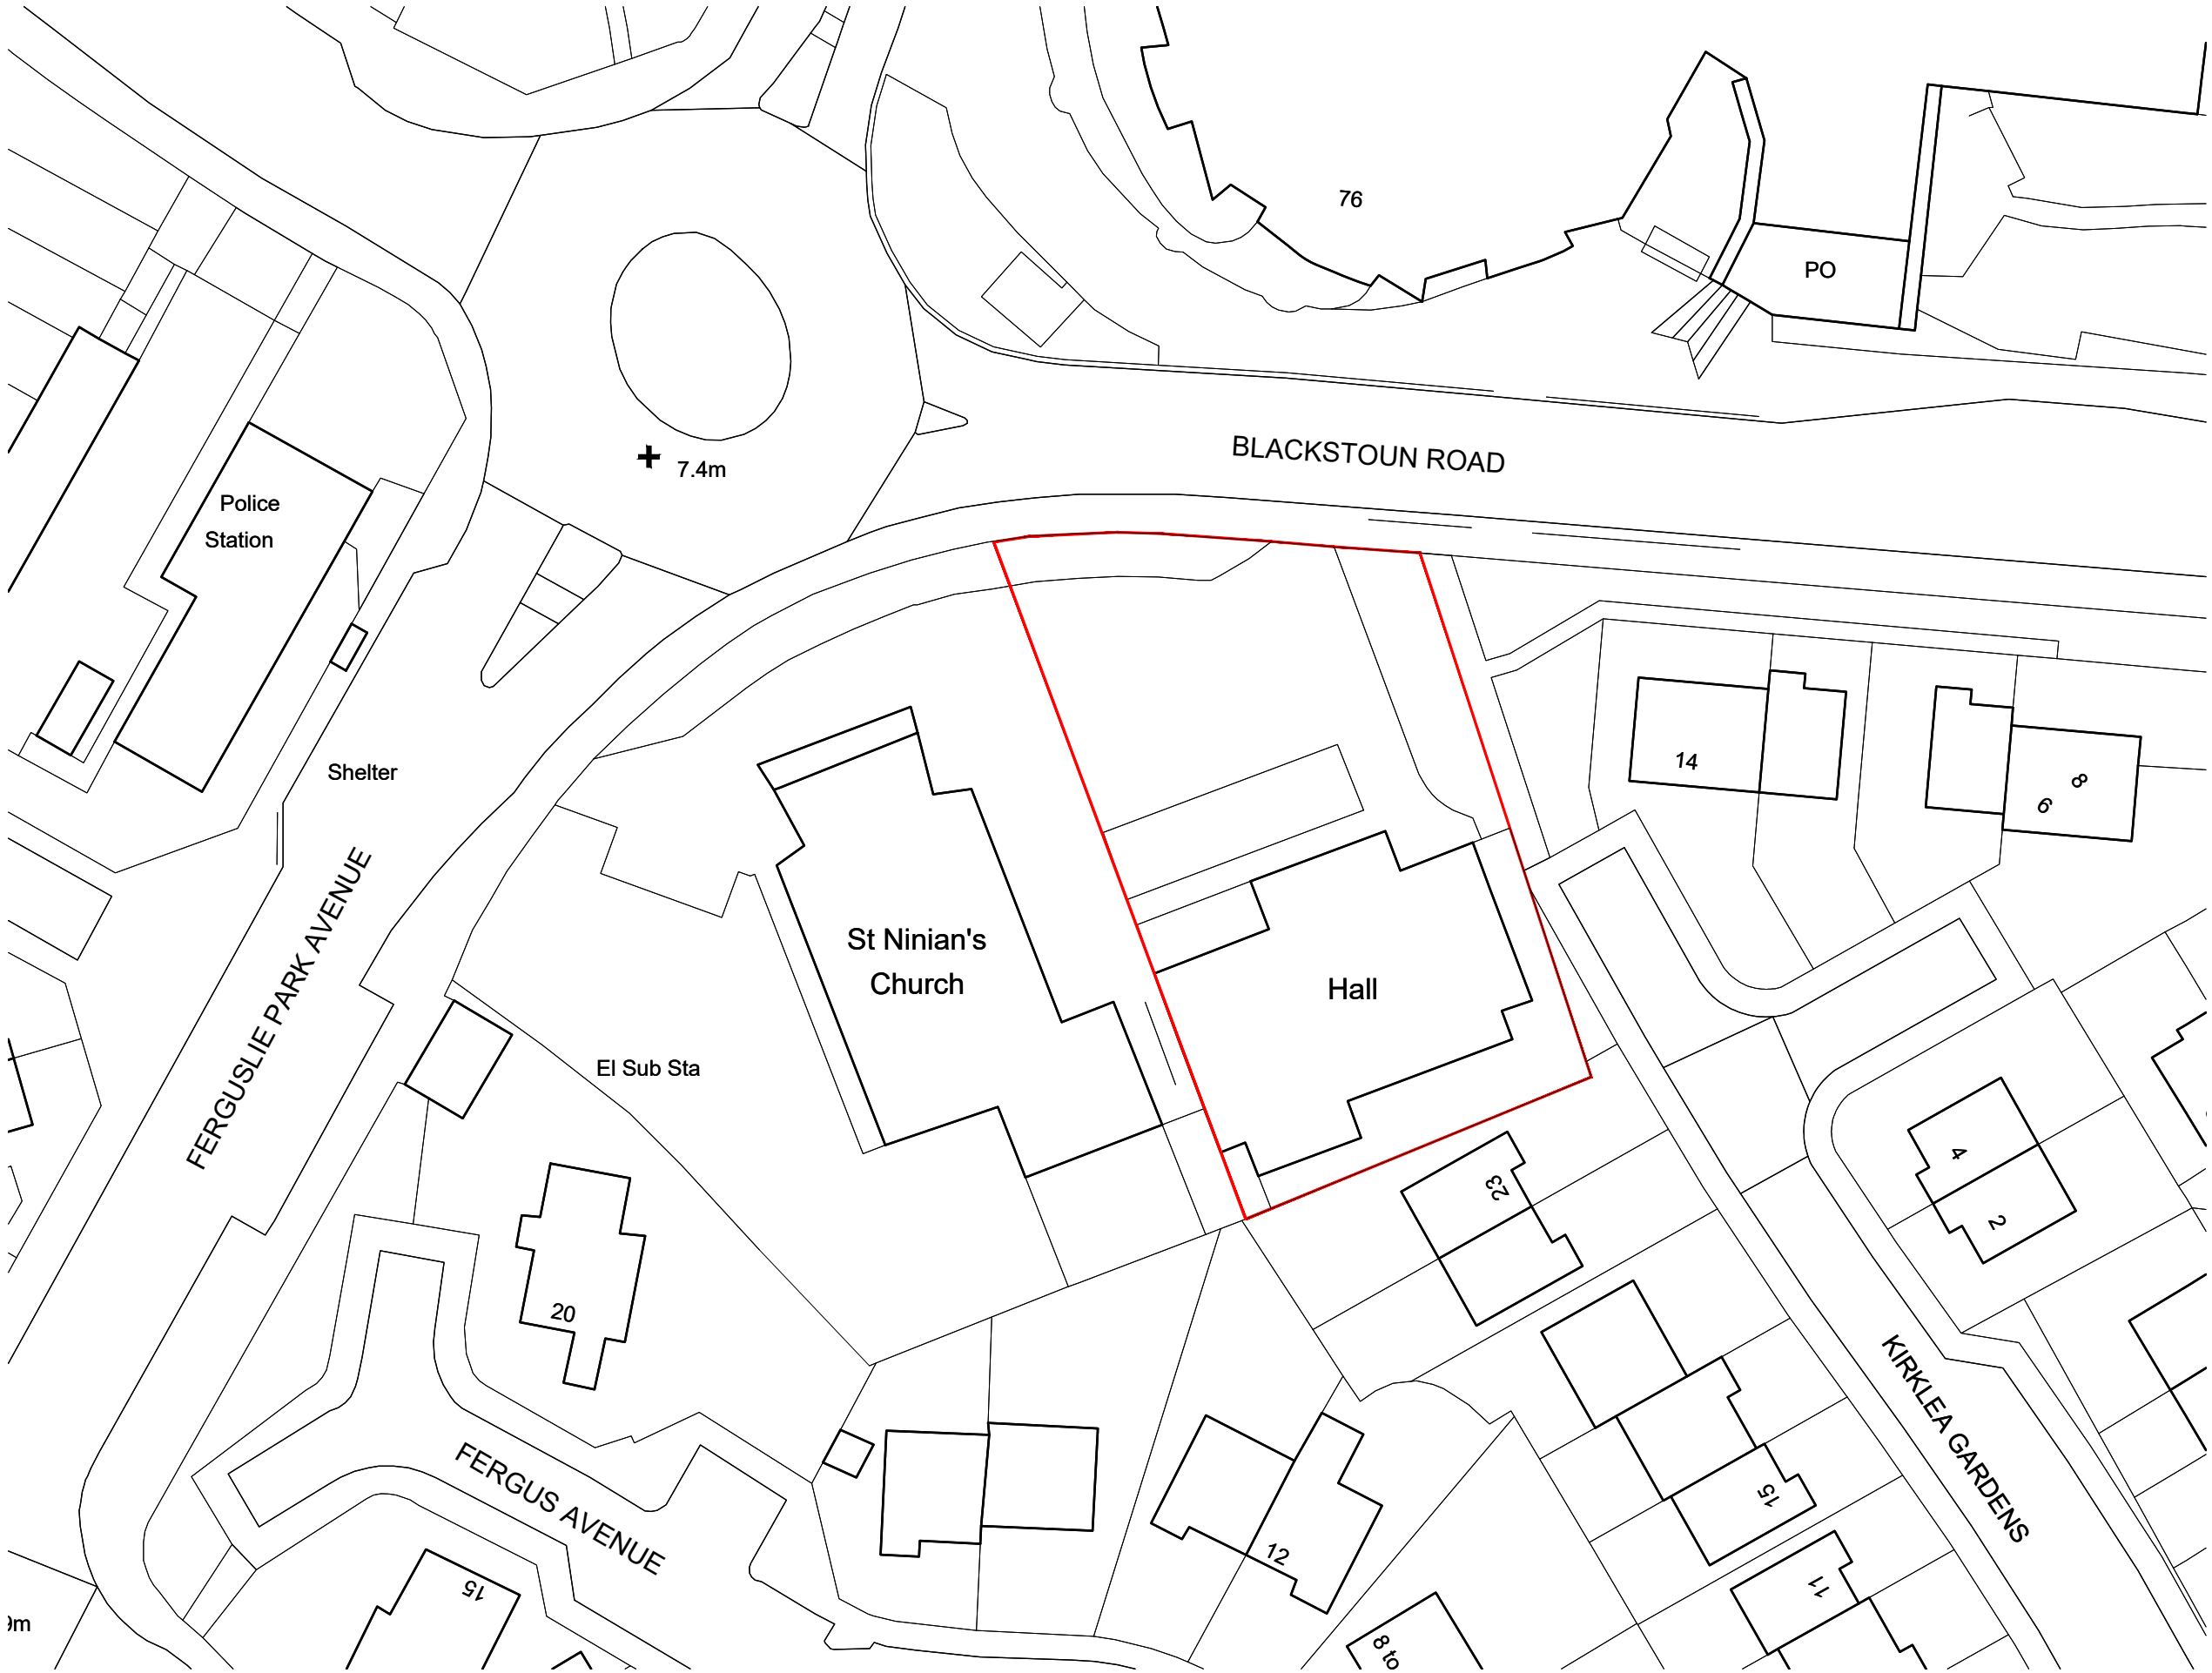 76
PO
BLACKSTOUN ROAD
7.4m
Police
Station
14
8
6
Shelter
FERGUSLIE PARK AVENUE
St Ninian's
Church
Hall
El Sub Sta
23
4
2
20
KIRKLEA GARDENS
FERGUS AVENUE
15
12
15
11
8 to